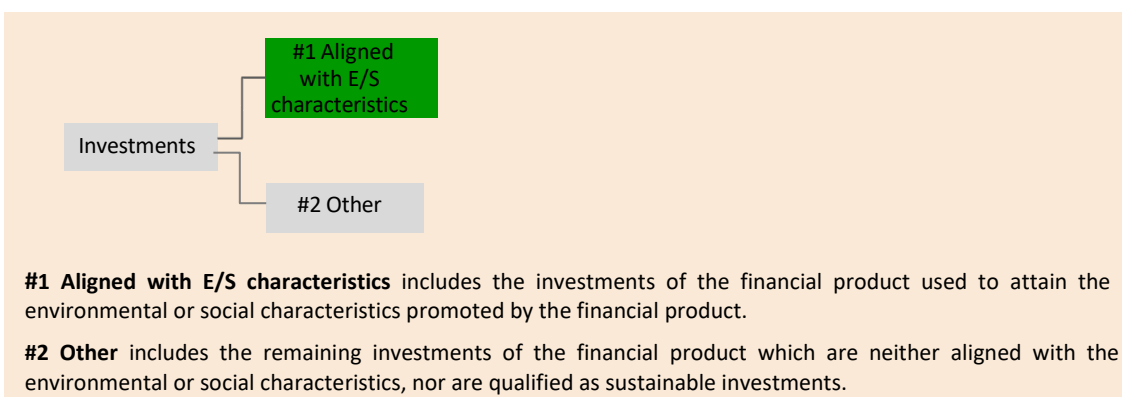 #1 Aligned
with E/S
characteristics
Investments
#2 Other
#1 Aligned with E/S characteristics includes the investments of the financial product used to attain the
environmental or social characteristics promoted by the financial product.
#2 Other includes the remaining investments of the financial product which are neither aligned with the
environmental or social characteristics, nor are qualified as sustainable investments.